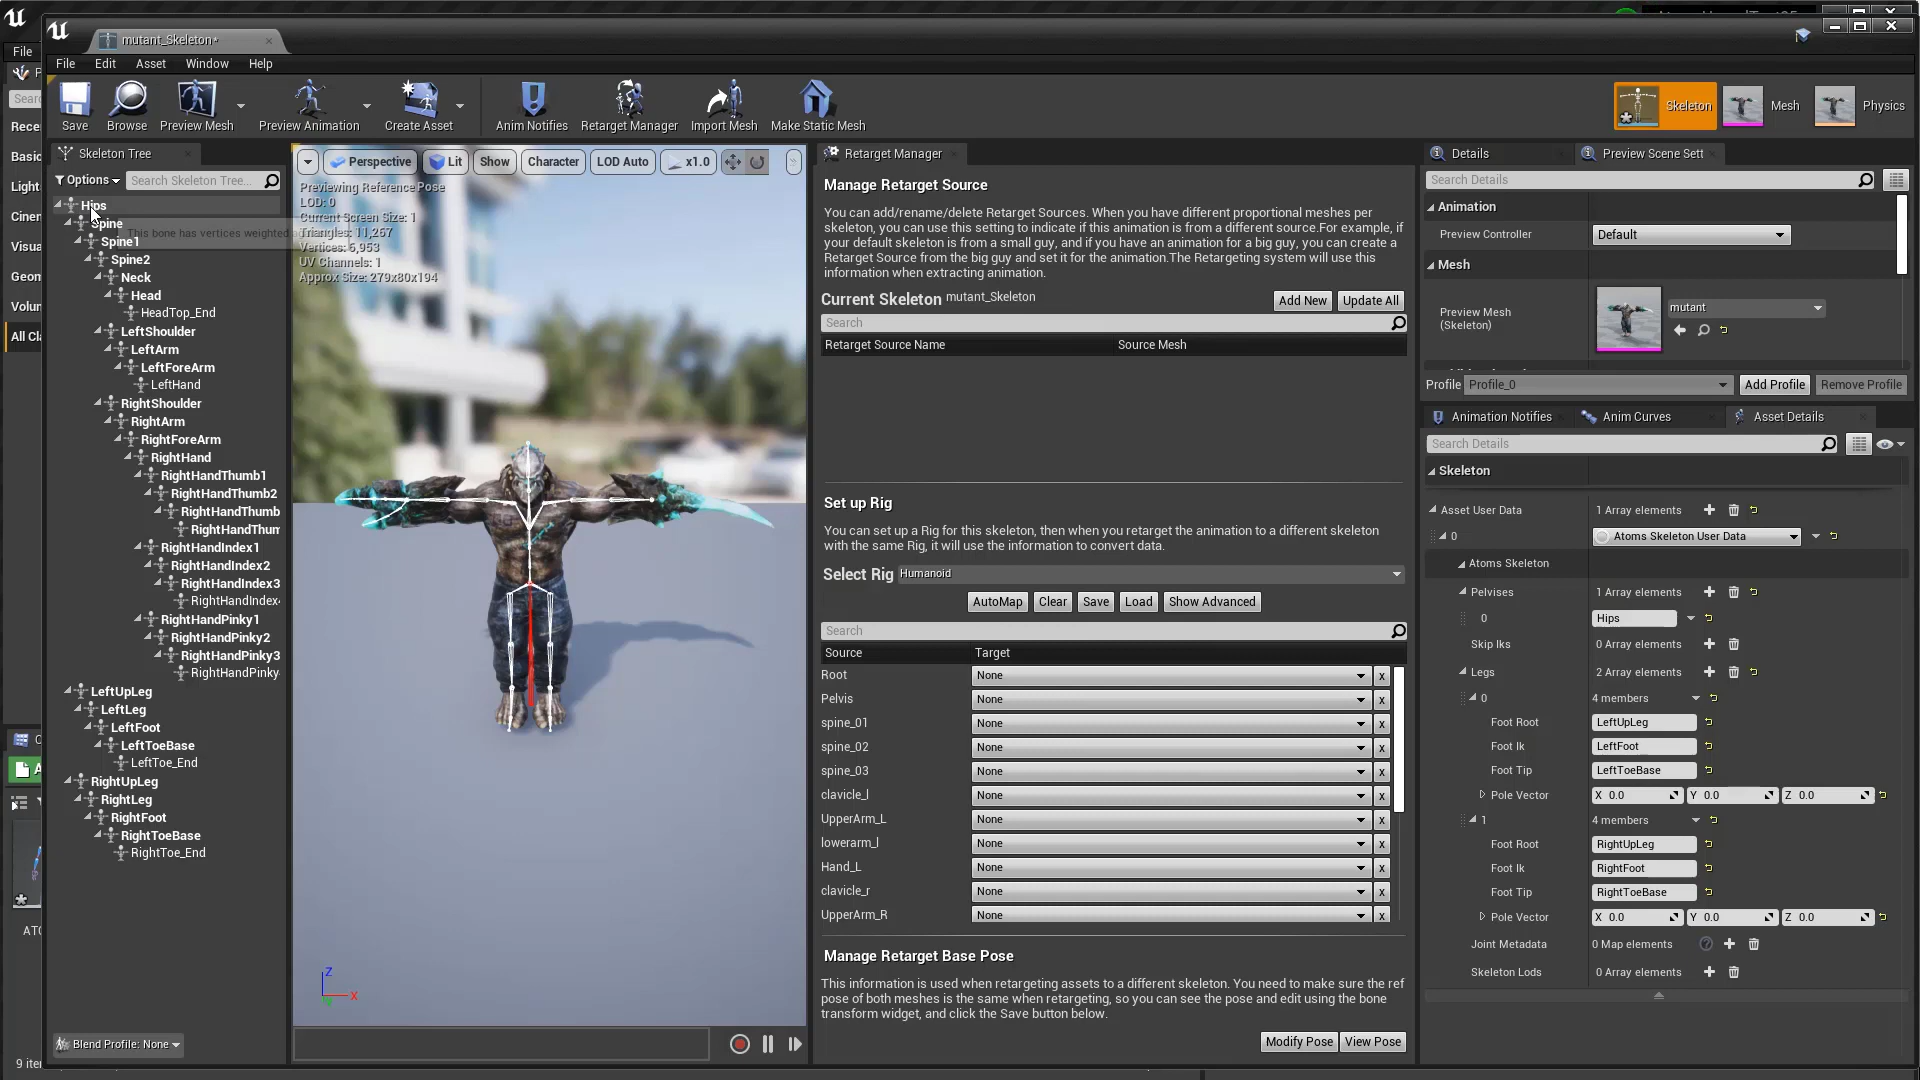 mutant_Skeleton*
File
File Edit Asset Window Help
Save
Browse
Preview Mesh
Preview Animation
Create Asset
Anim Notifies
Retarget Manager
Import Mesh
Make Static Mesh
Skeleton
Mesh
Physics
Sear
Rece
Basic
Light
Ciner
Visua
Geom
Volun
All Cl
9 iter
Skeleton Tree
Options
Search Skeleton Tree...
Hips
Spine
This bone has vertices weighted
Spine1
Spine2
Neck
Head
HeadTop_End
LeftShoulder
LeftArm
LeftForeArm
LeftHand
RightShoulder
RightArm
RightForeArm
RightHand
RightHandThumb1
RightHandThumb2
RightHandThumb
RightHandThum
RightHandIndex1
RightHandIndex2
RightHandIndex3
RightHandIndex
RightHandPinky1
RightHandPinky2
RightHandPinky3
RightHandPinky
LeftUpLeg
LeftLeg
LeftFoot
LeftToeBase
LeftToe_End
RightUpLeg
RightLeg
RightFoot
RightToeBase
RightToe_End
Blend Profile: None
Perspective
Lit
Show
Character
LOD Auto
x1.0
Previewing Reference Pose
LOD: 0
Current Screen Size: 1
Triangles: 11,267
Vertices: 6,953
UV Channels: 1
Approx Size: 279x80x194
Z
X
Retarget Manager
Manage Retarget Source
You can add/rename/delete Retarget Sources. When you have different proportional meshes per
skeleton, you can use this setting to indicate if this animation is from a different source.For example, if
your default skeleton is from a small guy, and if you have an animation for a big guy, you can create a
Retarget Source from the big guy and set it for the animation.The Retargeting system will use this
information when extracting animation.
Current Skeleton mutant_Skeleton
Add New
Update All
Search
Retarget Source Name Source Mesh
Set up Rig
You can set up a Rig for this skeleton, then when you retarget the animation to a different skeleton
with the same Rig, it will use the information to convert data.
Select Rig Humanoid
AutoMap Clear Save Load Show Advanced
Search
Source Target
Root None x
Pelvis None x
spine_01 None x
spine_02 None x
spine_03 None x
clavicle_l None x
UpperArm_L None x
lowerarm_l None x
Hand_L None x
clavicle_r None x
UpperArm_R None x
Manage Retarget Base Pose
This information is used when retargeting assets to a different skeleton. You need to make sure the ref
pose of both meshes is the same when retargeting, so you can see the pose and edit using the bone
transform widget, and click the Save button below.
Modify Pose View Pose
Details
Preview Scene Sett
Search Details
Animation
Preview Controller Default
Mesh
Preview Mesh
(Skeleton)
mutant
Profile Profile_0 Add Profile Remove Profile
Animation Notifies
Anim Curves
Asset Details
Search Details
Skeleton
Asset User Data 1 Array elements
0 Atoms Skeleton User Data
Atoms Skeleton
Pelvises 1 Array elements
0 Hips
Skip Iks 0 Array elements
Legs 2 Array elements
0 4 members
Foot Root LeftUpLeg
Foot Ik LeftFoot
Foot Tip LeftToeBase
Pole Vector X 0.0 Y 0.0 Z 0.0
1 4 members
Foot Root RightUpLeg
Foot Ik RightFoot
Foot Tip RightToeBase
Pole Vector X 0.0 Y 0.0 Z 0.0
Joint Metadata 0 Map elements
Skeleton Lods 0 Array elements